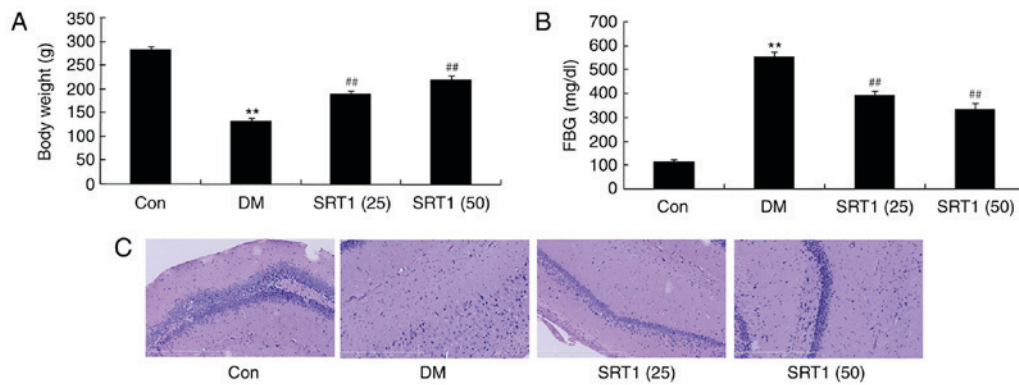 A
Body weight (g)
350
300
250
200
150
100
50
0
**
##
##
Con
DM
SRT1 (25)
SRT1 (50)
B
FBG (mg/dl)
700
600
500
400
300
200
100
0
**
##
##
Con
DM
SRT1 (25)
SRT1 (50)
C
Con
DM
SRT1 (25)
SRT1 (50)